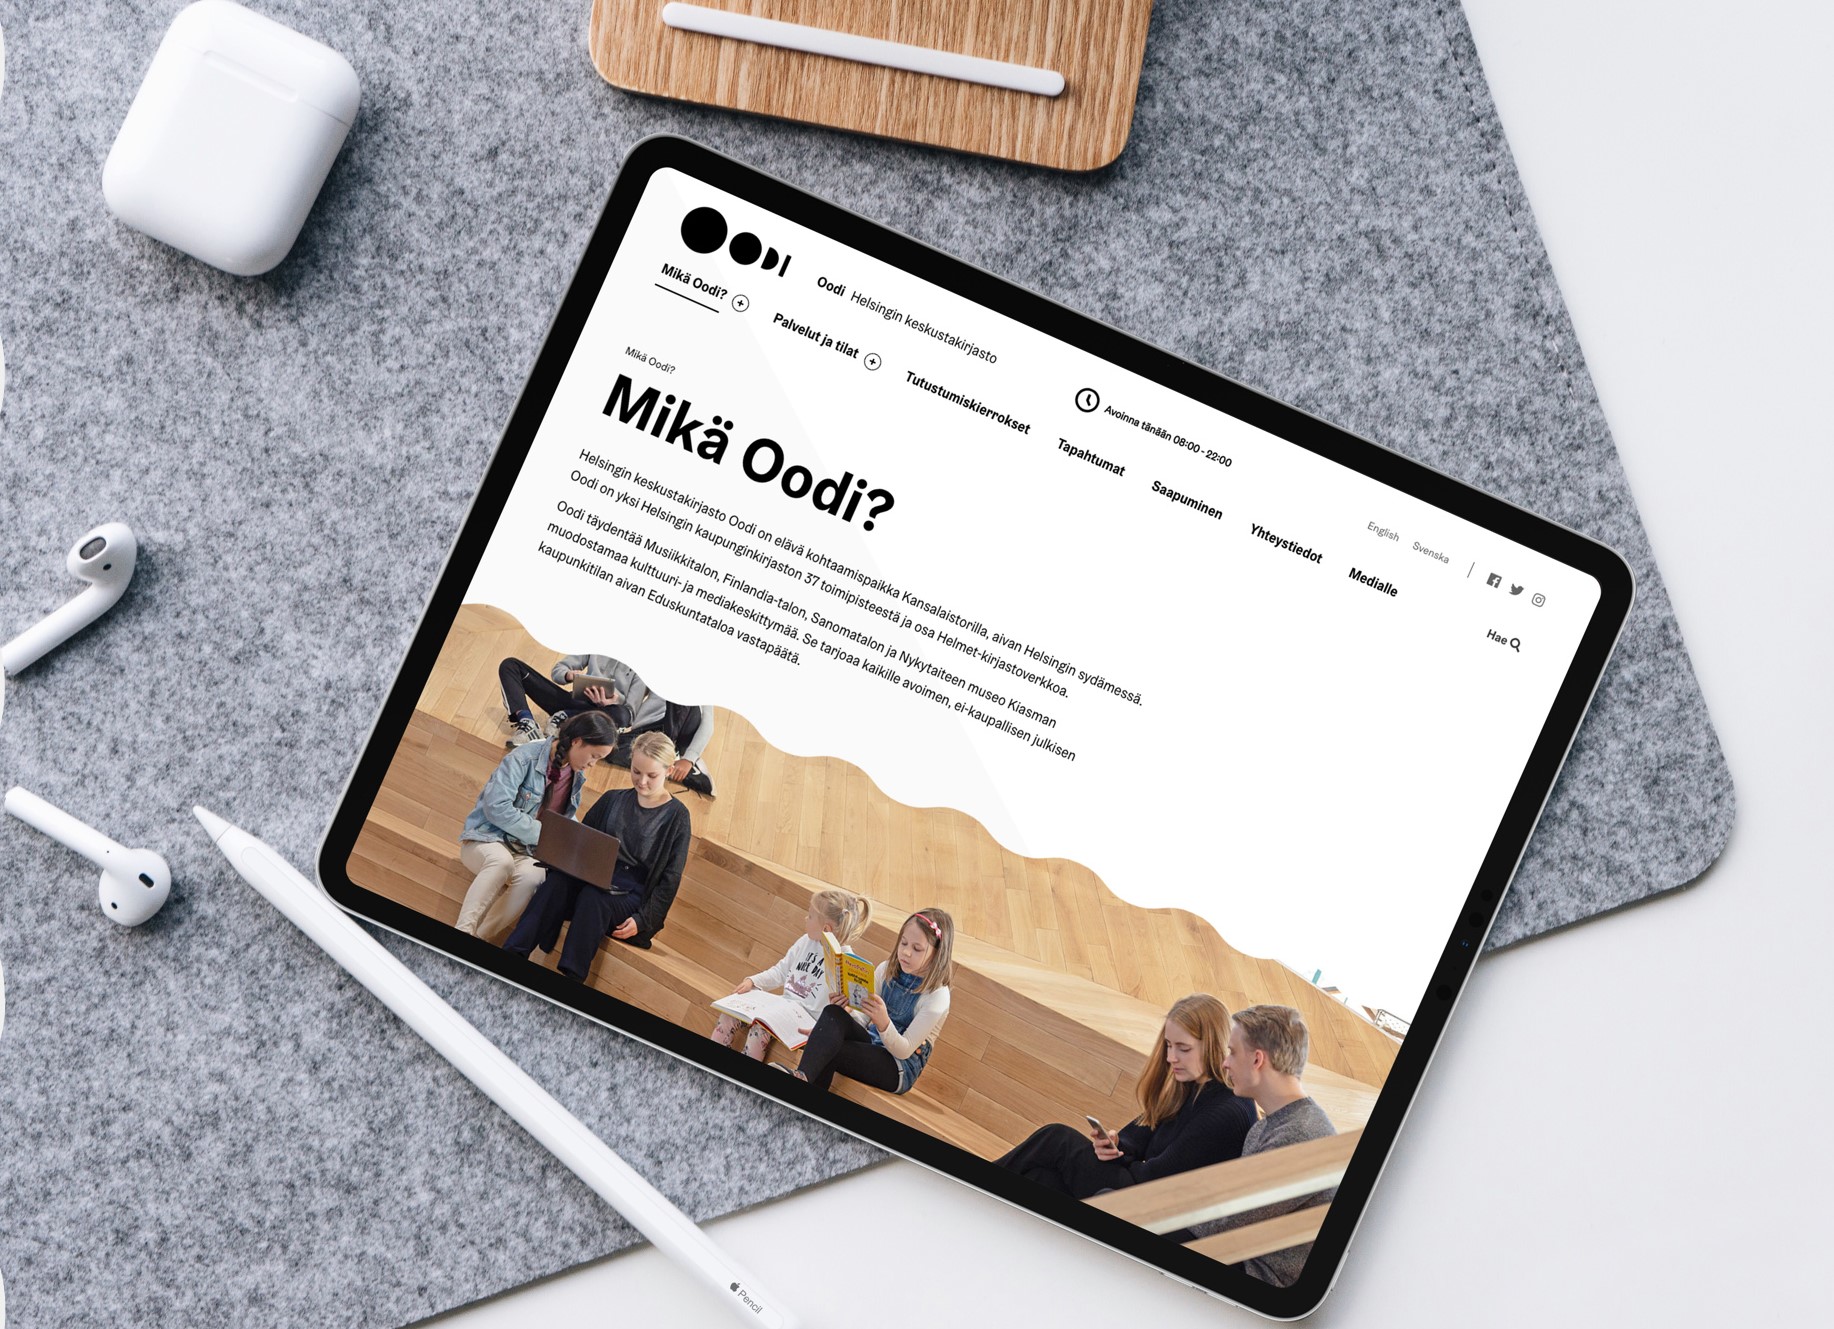 OODI
Oodi Helsingin keskustakirjasto
Avoinna tänään 08:00 - 22:00
English Svenska
Mikä Oodi?
Palvelut ja tilat
Tutustumiskierrokset
Tapahtumat
Saapuminen
Yhteystiedot
Medialle
Hae
Mikä Oodi?
Mikä Oodi?
Helsingin keskustakirjasto Oodi on elävä kohtaamispaikka Kansalaistorilla, aivan Helsingin sydämessä.
Oodi on yksi Helsingin kaupunginkirjaston 37 toimipisteestä ja osa Helmet-kirjastoverkkoa.
Oodi täydentää Musiikkitalon, Finlandia-talon, Sanomatalon ja Nykytaiteen museo Kiasman
muodostamaa kulttuuri- ja mediakeskittymää. Se tarjoaa kaikille avoimen, ei-kaupallisen julkisen
kaupunkitilan aivan Eduskuntataloa vastapäätä.
IT'S A
NICE DAY
Pencil